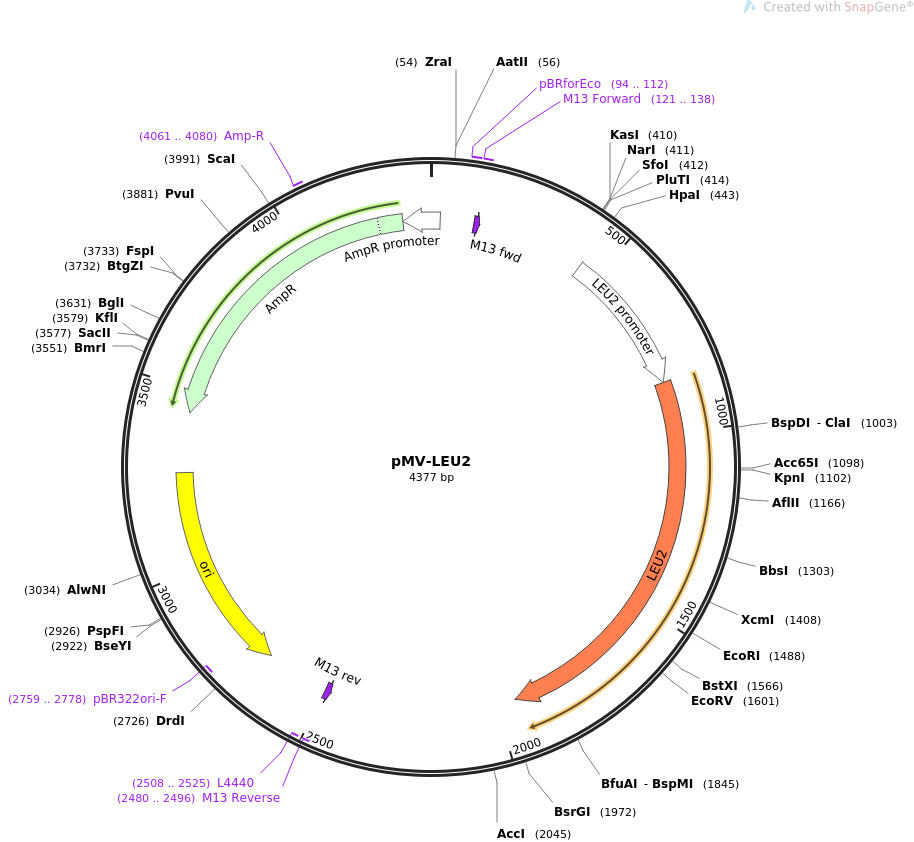 Created with SnapGene®
(54) ZraI
AatII (56)
pBRforEco (94 .. 112)
M13 Forward (121 .. 138)
KasI (410)
NarI (411)
SfoI (412)
PluTI (414)
HpaI (443)
500
1000
BspDI - ClaI (1003)
Acc65I (1098)
KpnI (1102)
AflII (1166)
BbsI (1303)
XcmI (1408)
1500
EcoRI (1488)
BstXI (1566)
EcoRV (1601)
BfuAI - BspMI (1845)
BsrGI (1972)
2000
AccI (2045)
M13 Reverse
(2480 .. 2496)
L4440
(2508 .. 2525)
2500
(2726) DrdI
(2759 .. 2778) pBR322ori-F
(2922) BseYI
(2926) PspFI
3000
(3034) AlwNI
3500
(3551) BmrI
(3577) SacII
(3579) KflI
(3631) BglI
(3732) BtgZI
(3733) FspI
(3881) PvuI
(3991) ScaI
4000
(4061 .. 4080) Amp-R
AmpR promoter
AmpR
M13 fwd
LEU2 promoter
LEU2
M13 rev
ori
pMV-LEU2
4377 bp